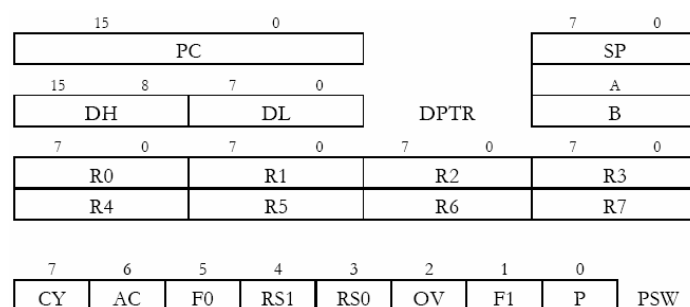 15 0 7 0
PC SP
15 8 7 0 A
DH DL DPTR B
7 0 7 0 7 0 7 0
R0 R1 R2 R3
R4 R5 R6 R7
7 6 5 4 3 2 1 0
CY AC F0 RS1 RS0 OV F1 P PSW